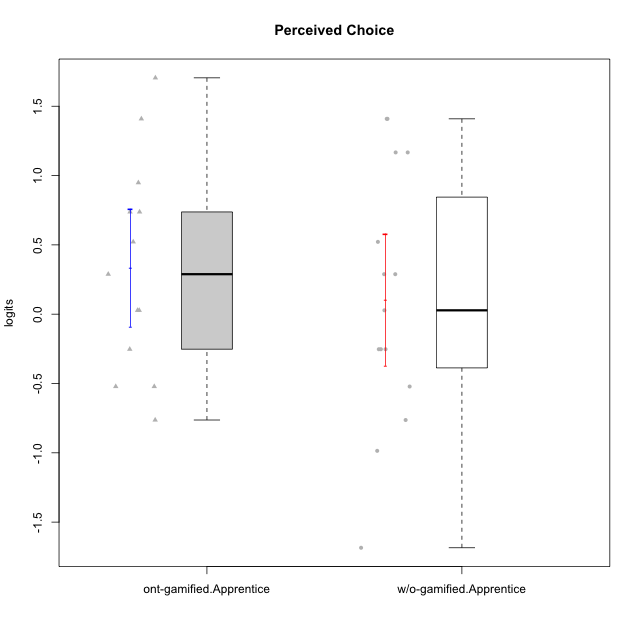 Perceived Choice
logits
1.5
1.0
0.5
0.0
-0.5
-1.0
-1.5
ont-gamified.Apprentice
w/o-gamified.Apprentice